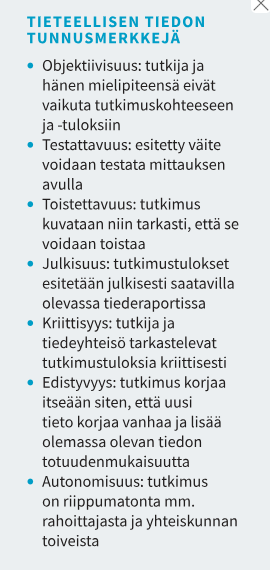 TIETEELLISEN TIEDON
TUNNUSMERKKEJÄ
• Objektiivisuus: tutkija ja
hänen mielipiteensä eivät
vaikuta tutkimuskohteeseen
ja -tuloksiin
• Testattavuus: esitetty väite
voidaan testata mittauksen
avulla
• Toistettavuus: tutkimus
kuvataan niin tarkasti, että se
voidaan toistaa
• Julkisuus: tutkimustulokset
esitetään julkisesti saatavilla
olevassa tiederaportissa
• Kriittisyys: tutkija ja
tiedeyhteisö tarkastelevat
tutkimustuloksia kriittisesti
• Edistyvyys: tutkimus korjaa
itseään siten, että uusi
tieto korjaa vanhaa ja lisää
olemassa olevan tiedon
totuudenmukaisuutta
• Autonomisuus: tutkimus
on riippumatonta mm.
rahoittajasta ja yhteiskunnan
toiveista